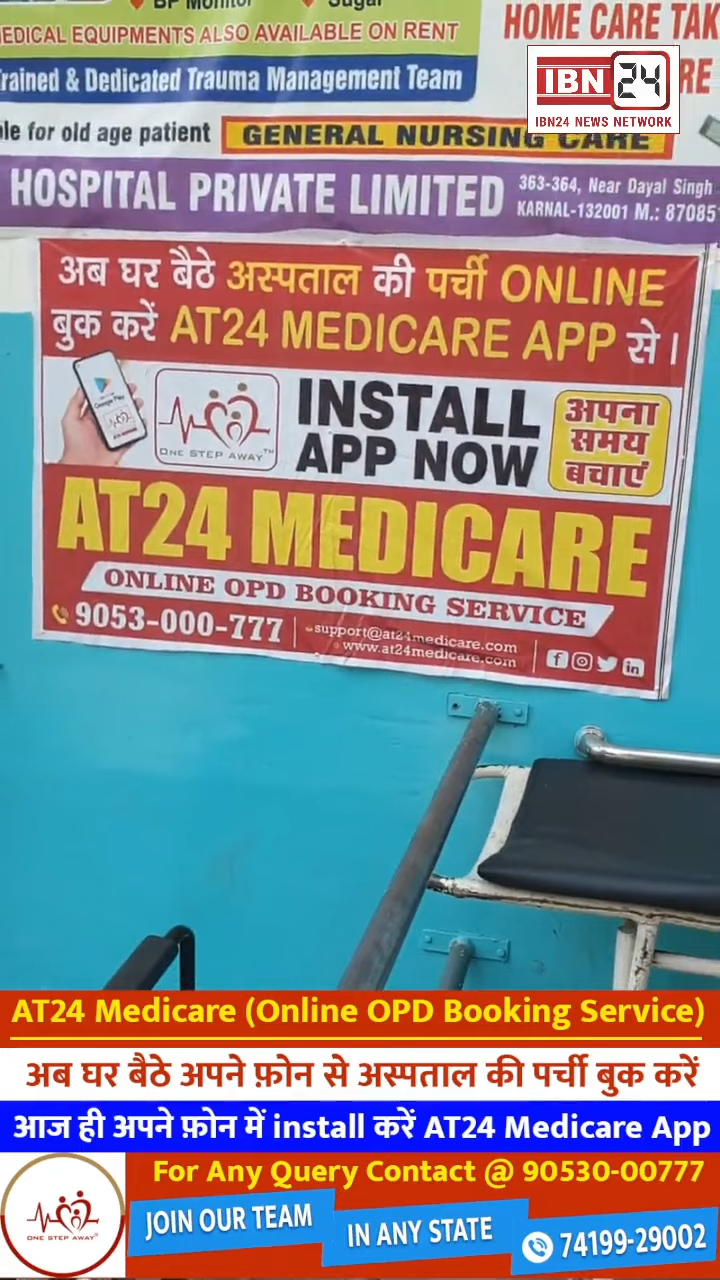 BP Monitor Sugar
MEDICAL EQUIPMENTS ALSO AVAILABLE ON RENT
HOME CARE
Trained & Dedicated Trauma Management Team
IBN 24
IBN24 NEWS NETWORK
for old age patient
GENERAL NURSING CARE
HOSPITAL PRIVATE LIMITED
363-364, Near Dayal Singh
KARNAL-132001 M.: 87085
अब घर बैठे अस्पताल की पर्ची ONLINE
बुक करें AT24 MEDICARE APP से।
Google Play
ONE STEP AWAY™
INSTALL
APP NOW
अपना
समय
बचाएं
AT24 MEDICARE
ONLINE OPD BOOKING SERVICE
9053-000-777
support@at24medicare.com
www.at24medicare.com
AT24 Medicare (Online OPD Booking Service)
अब घर बैठे अपने फ़ोन से अस्पताल की पर्ची बुक करें
आज ही अपने फ़ोन में install करें AT24 Medicare App
ONE STEP AWAY
For Any Query Contact @ 90530-00777
JOIN OUR TEAM
IN ANY STATE
74199-29002